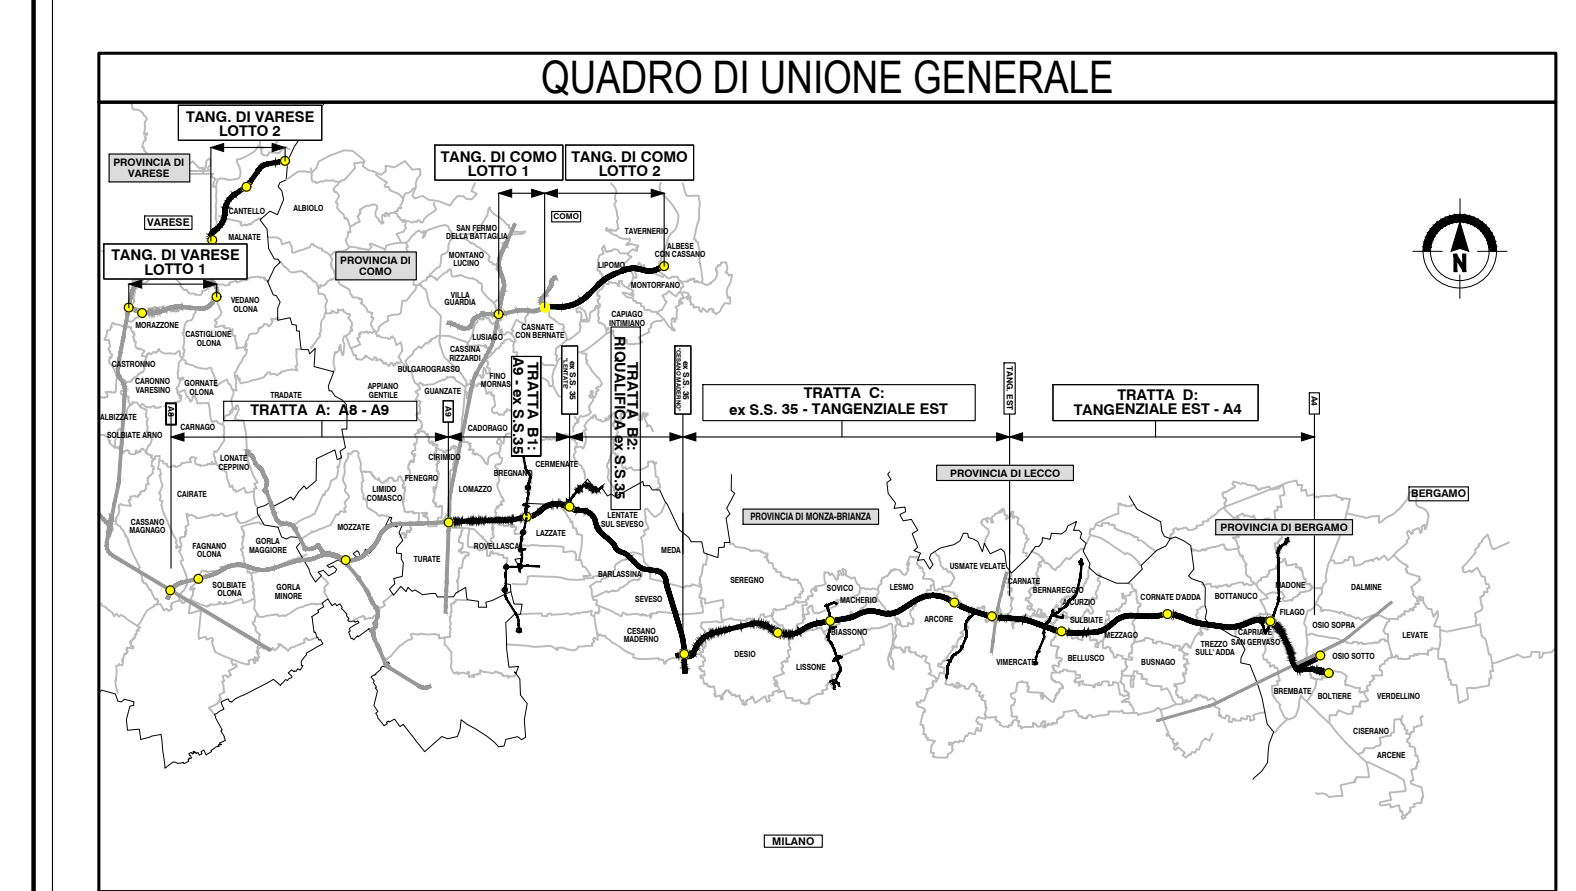 QUADRO DI UNIONE GENERALE
TANG. DI VARESE
LOTTO 2
PROVINCIA DI
VARESE
VARESE
CANTELLO
ALBIOLO
MALNATE
TANG. DI VARESE
LOTTO 1
PROVINCIA DI
COMO
TANG. DI COMO
LOTTO 1
TANG. DI COMO
LOTTO 2
COMO
SAN FERMO
DELLA BATTAGLIA
MONTANO
LUCINO
VILLA
GUARDIA
TAVERNERIO
ALBESE
CON CASSANO
LIPOMO
MONTORFANO
CAPIAGO
INTIMIANO
LUSIAGO
CASNATE
CON BERNATE
N
VEDANO
OLONA
MORAZZONE
CASTIGLIONE
OLONA
CASTRONNO
CARONNO
VARESINO
GORNATE
OLONA
TRADATE
APPIANO
GENTILE
BULGAROGRASSO
CASSINA
RIZZARDI
GUANZATE
FINO
MORNAS
ALBIZZATE
SOLBIATE ARNO
CARNAGO
A8
TRATTA A: A8 - A9
A9
CADORAGO
TRATTA B1:
A9 - ex S.S.35
ex S.S. 35
"LENTATE"
TRATTA B2:
RIQUALIFICA ex S.S.35
ex S.S. 35
"CESANO MADERNO"
TRATTA C:
ex S.S. 35 - TANGENZIALE EST
TANG. EST
TRATTA D:
TANGENZIALE EST - A4
A4
LONATE
CEPPINO
CAIRATE
CASSANO
MAGNAGO
FAGNANO
OLONA
SOLBIATE
OLONA
GORLA
MAGGIORE
GORLA
MINORE
MOZZATE
LIMIDO
COMASCO
FENEGRO
CIRIMIDO
LOMAZZO
BREGNANO
CERMENATE
TURATE
ROVELLASCA
LAZZATE
LENTATE
SUL SEVESO
MEDA
BARLASSINA
SEVESO
CESANO
MADERNO
PROVINCIA DI LECCO
PROVINCIA DI MONZA-BRIANZA
PROVINCIA DI BERGAMO
BERGAMO
SEREGNO
DESIO
LISSONE
SOVICO
MACHERIO
BIASSONO
LESMO
ARCORE
USMATE VELATE
CARNATE
BERNAREGGIO
SULBIATE
VIMERCATE
MEZZAGO
BELLUSCO
CORNATE D'ADDA
BUSNAGO
BOTTANUCO
TREZZO
SULL' ADDA
MADONE
FILAGO
CAPRIATE
SAN GERVASO
DALMINE
OSIO SOPRA
OSIO SOTTO
LEVATE
BREMBATE
BOLTIERE
VERDELLINO
CISERANO
ARCENE
MILANO